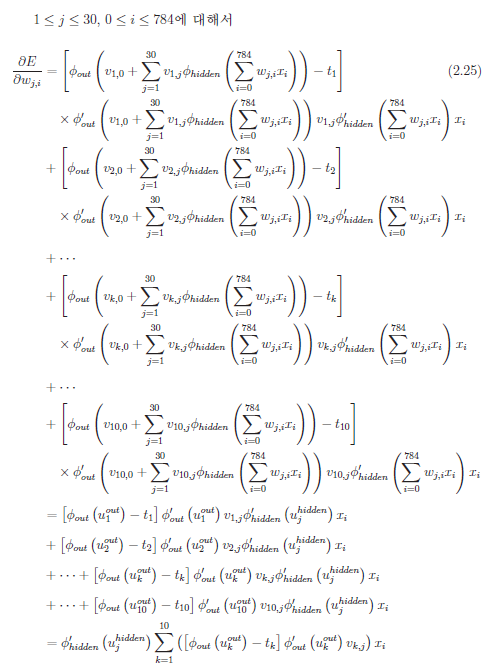 1 ≤ j ≤ 30, 0 ≤ i ≤ 784에 대해서
\frac{\partial E}{\partial w_{j,i}} = \left[ \phi_{out} \left( v_{1,0} + \sum_{j=1}^{30} v_{1,j} \phi_{hidden} \left( \sum_{i=0}^{784} w_{j,i} x_i \right) \right) - t_1 \right] (2.25)
\times \phi'_{out} \left( v_{1,0} + \sum_{j=1}^{30} v_{1,j} \phi_{hidden} \left( \sum_{i=0}^{784} w_{j,i} x_i \right) \right) v_{1,j} \phi'_{hidden} \left( \sum_{i=0}^{784} w_{j,i} x_i \right) x_i
+ \left[ \phi_{out} \left( v_{2,0} + \sum_{j=1}^{30} v_{2,j} \phi_{hidden} \left( \sum_{i=0}^{784} w_{j,i} x_i \right) \right) - t_2 \right]
\times \phi'_{out} \left( v_{2,0} + \sum_{j=1}^{30} v_{2,j} \phi_{hidden} \left( \sum_{i=0}^{784} w_{j,i} x_i \right) \right) v_{2,j} \phi'_{hidden} \left( \sum_{i=0}^{784} w_{j,i} x_i \right) x_i
+ \cdots
+ \left[ \phi_{out} \left( v_{k,0} + \sum_{j=1}^{30} v_{k,j} \phi_{hidden} \left( \sum_{i=0}^{784} w_{j,i} x_i \right) \right) - t_k \right]
\times \phi'_{out} \left( v_{k,0} + \sum_{j=1}^{30} v_{k,j} \phi_{hidden} \left( \sum_{i=0}^{784} w_{j,i} x_i \right) \right) v_{k,j} \phi'_{hidden} \left( \sum_{i=0}^{784} w_{j,i} x_i \right) x_i
+ \cdots
+ \left[ \phi_{out} \left( v_{10,0} + \sum_{j=1}^{30} v_{10,j} \phi_{hidden} \left( \sum_{i=0}^{784} w_{j,i} x_i \right) \right) - t_{10} \right]
\times \phi'_{out} \left( v_{10,0} + \sum_{j=1}^{30} v_{10,j} \phi_{hidden} \left( \sum_{i=0}^{784} w_{j,i} x_i \right) \right) v_{10,j} \phi'_{hidden} \left( \sum_{i=0}^{784} w_{j,i} x_i \right) x_i
= \left[ \phi_{out} \left( u_1^{out} \right) - t_1 \right] \phi'_{out} \left( u_1^{out} \right) v_{1,j} \phi'_{hidden} \left( u_j^{hidden} \right) x_i
+ \left[ \phi_{out} \left( u_2^{out} \right) - t_2 \right] \phi'_{out} \left( u_2^{out} \right) v_{2,j} \phi'_{hidden} \left( u_j^{hidden} \right) x_i
+ \cdots + \left[ \phi_{out} \left( u_k^{out} \right) - t_k \right] \phi'_{out} \left( u_k^{out} \right) v_{k,j} \phi'_{hidden} \left( u_j^{hidden} \right) x_i
+ \cdots + \left[ \phi_{out} \left( u_{10}^{out} \right) - t_{10} \right] \phi'_{out} \left( u_{10}^{out} \right) v_{10,j} \phi'_{hidden} \left( u_j^{hidden} \right) x_i
= \phi'_{hidden} \left( u_j^{hidden} \right) \sum_{k=1}^{10} \left( \left[ \phi_{out} \left( u_k^{out} \right) - t_k \right] \phi'_{out} \left( u_k^{out} \right) v_{k,j} \right) x_i